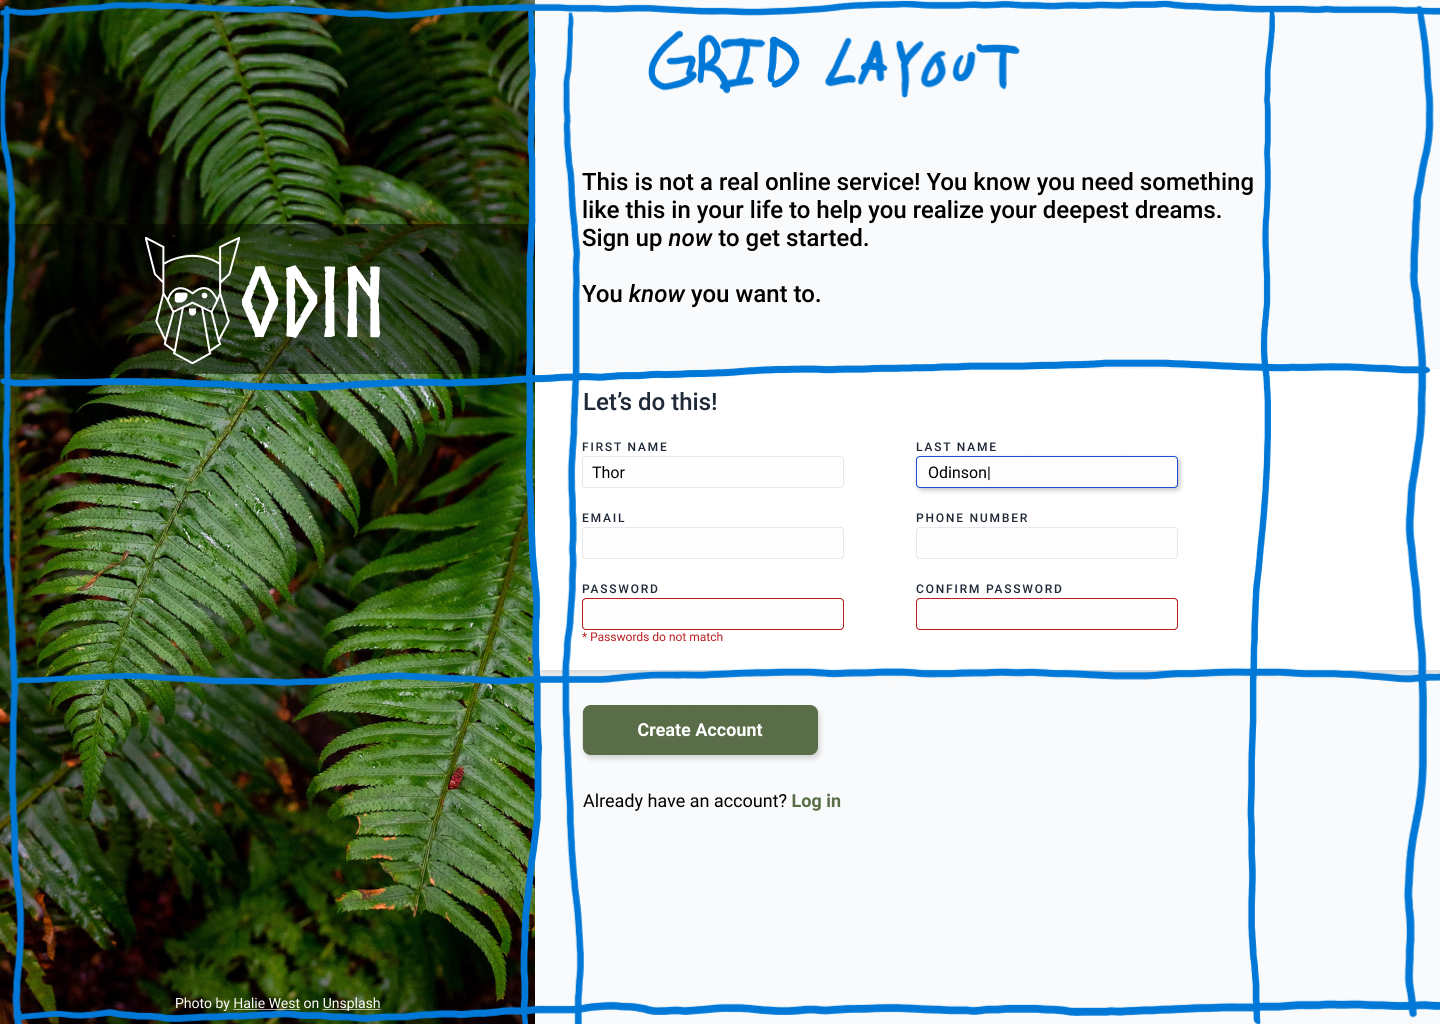 GRID LAYOUT
ODIN
Photo by Halie West on Unsplash
This is not a real online service! You know you need something
like this in your life to help you realize your deepest dreams.
Sign up now to get started.
You know you want to.
Let's do this!
FIRST NAME
Thor
LAST NAME
Odinson|
EMAIL
PHONE NUMBER
PASSWORD
* Passwords do not match
CONFIRM PASSWORD
Create Account
Already have an account? Log in